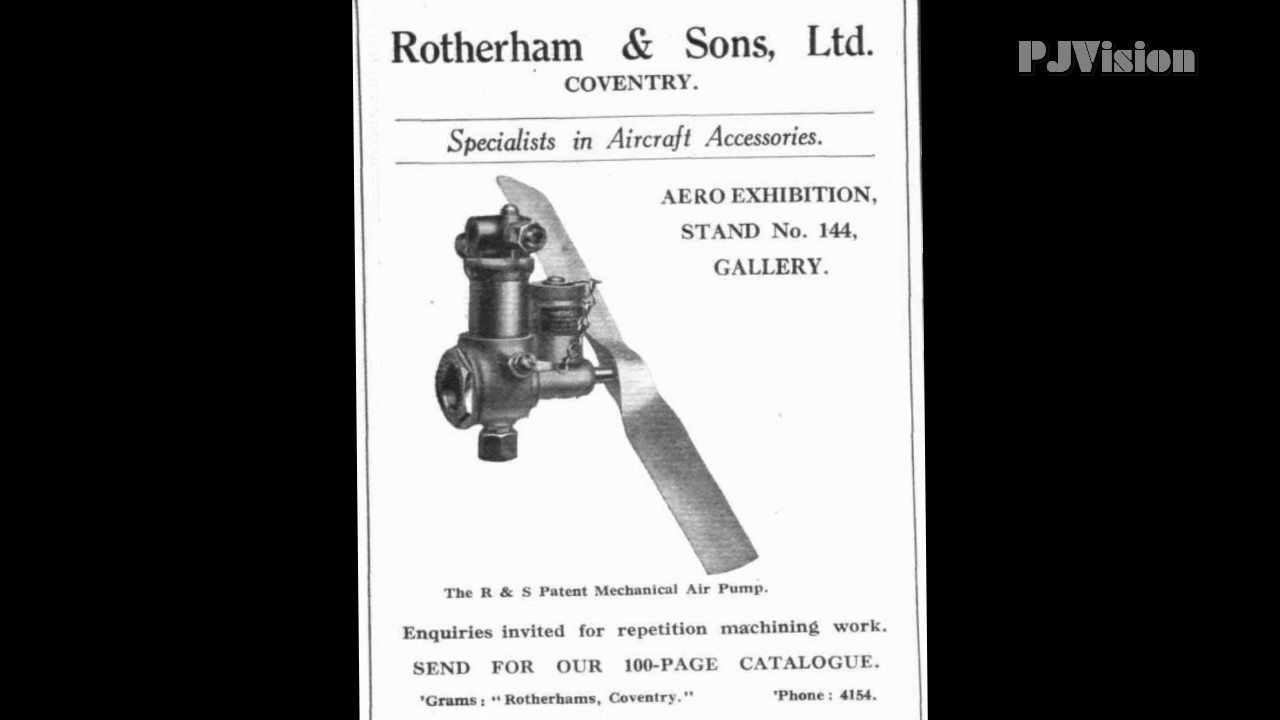 Rotherham & Sons, Ltd.
COVENTRY.
Specialists in Aircraft Accessories.
AERO EXHIBITION,
STAND No. 144,
GALLERY.
The R & S Patent Mechanical Air Pump.
Enquiries invited for repetition machining work.
SEND FOR OUR 100-PAGE CATALOGUE.
'Grams: "Rotherhams, Coventry." 'Phone: 4154.
PJVision